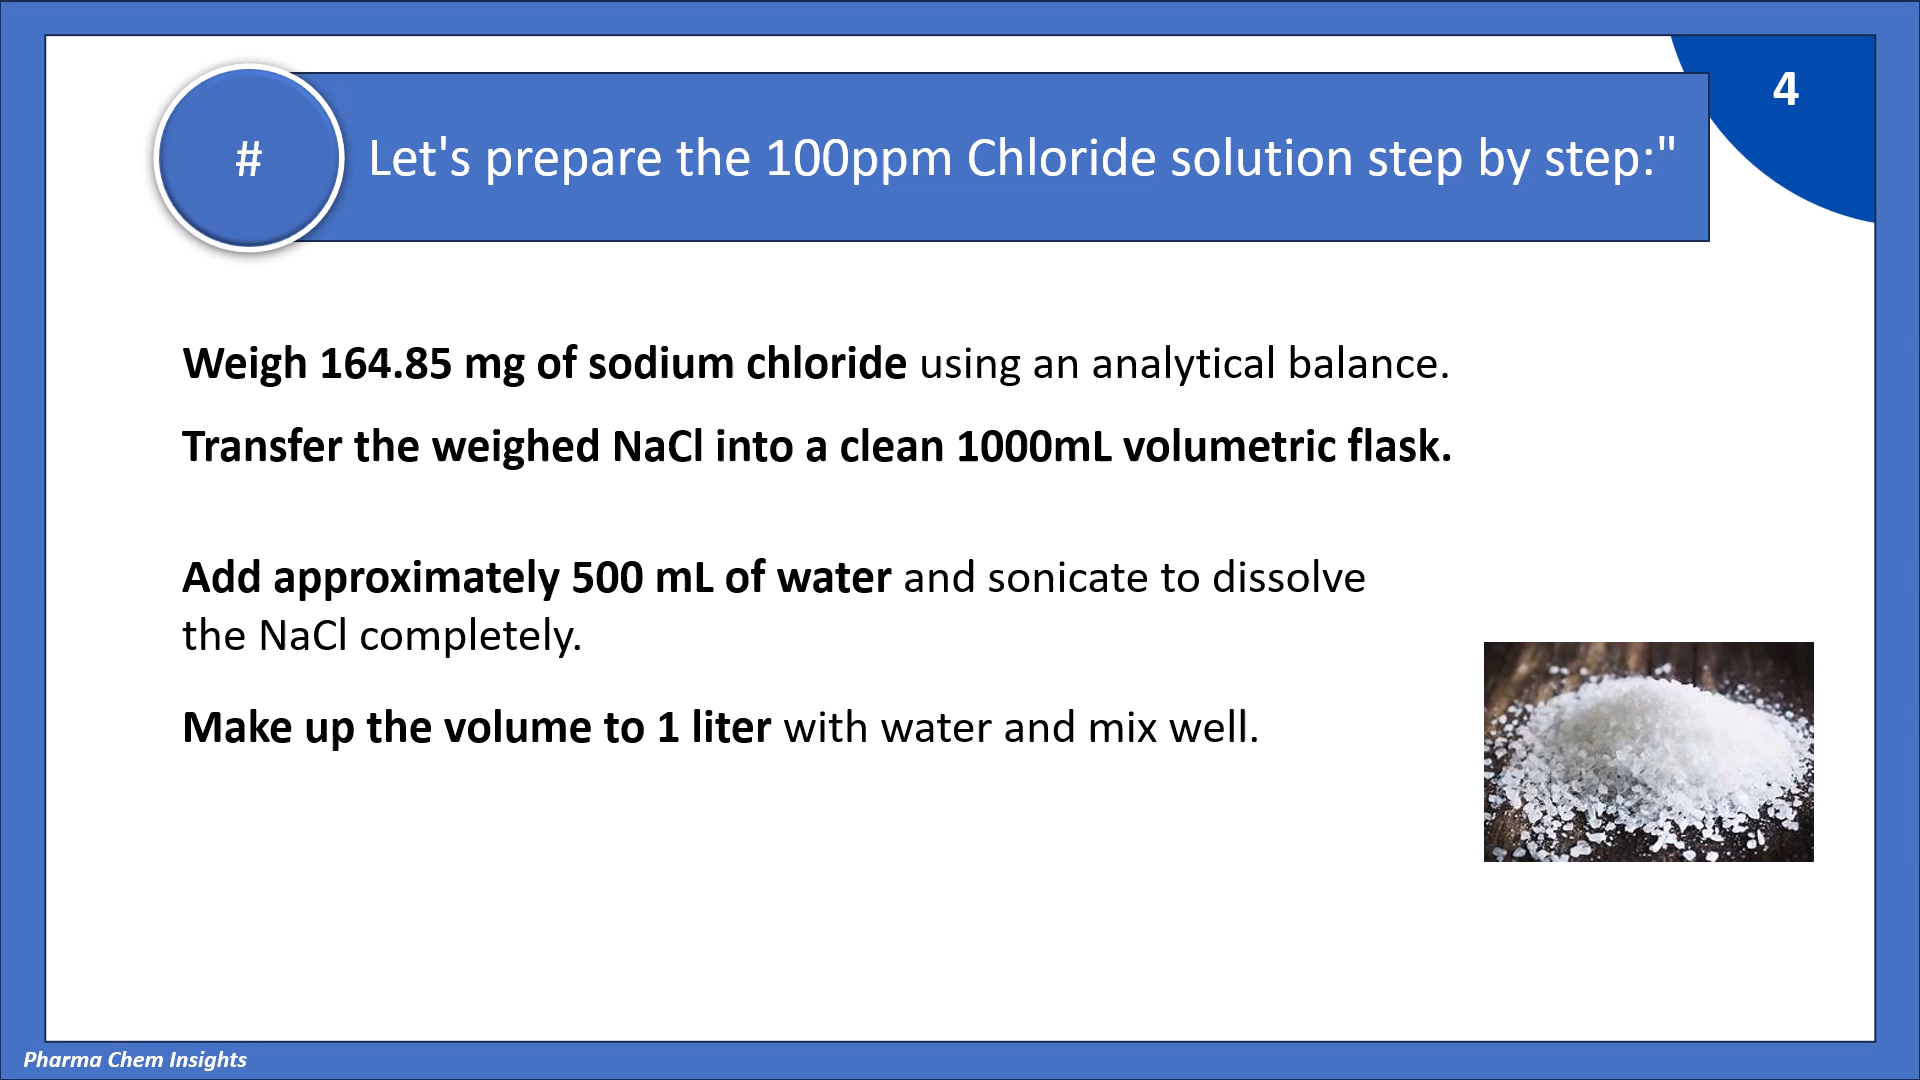 4
# Let's prepare the 100ppm Chloride solution step by step:"
Weigh 164.85 mg of sodium chloride using an analytical balance.
Transfer the weighed NaCl into a clean 1000mL volumetric flask.
Add approximately 500 mL of water and sonicate to dissolve
the NaCl completely.
Make up the volume to 1 liter with water and mix well.
Pharma Chem Insights